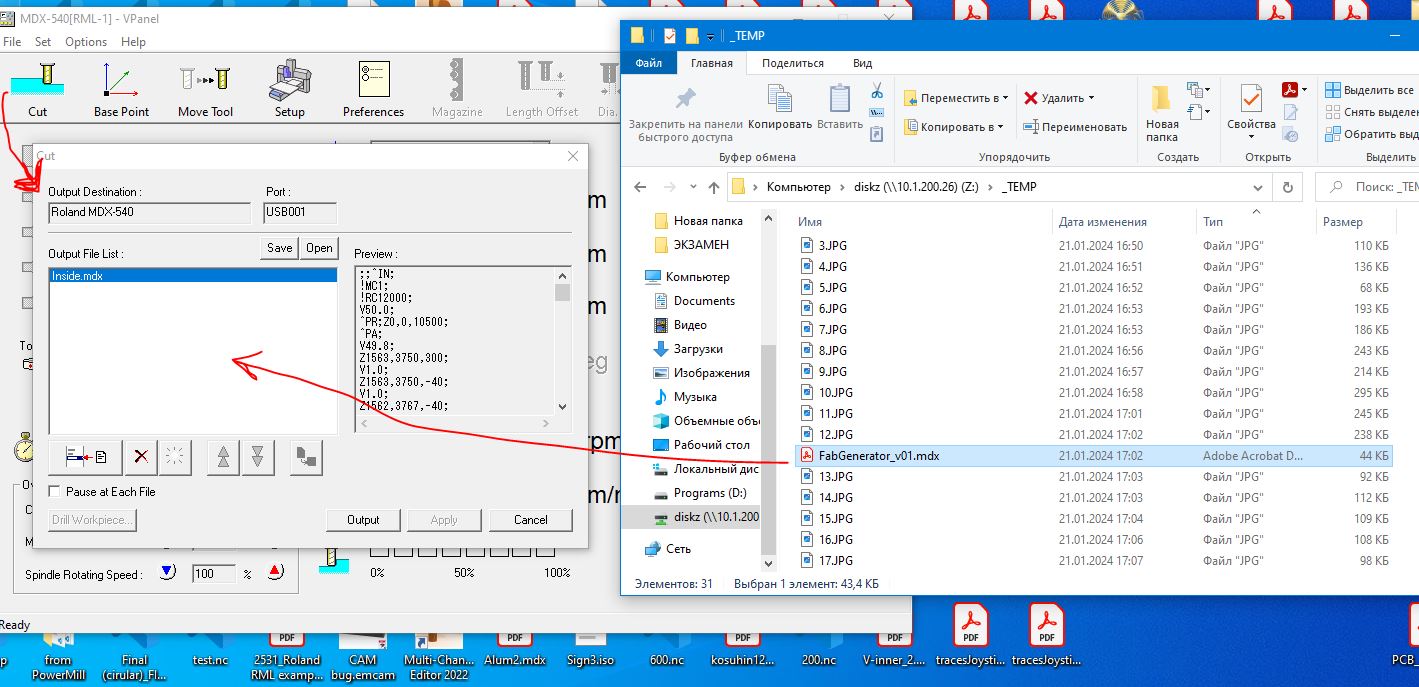 MDX-540[RML-1] - VPanel
File Set Options Help
Cut Base Point Move Tool Setup Preferences Magazine Length Offset Dia.
Cut
Output Destination :
Port :
Roland MDX-540
USB001
Output File List :
Save
Open
Preview :
Inside.mdx
;;^IN;
!MC1;
!RC12000;
V50.0;
^PR;Z0,0,10500;
^PA;
V49.8;
Z1563,3750,300;
V1.0;
Z1563,3750,-40;
V1.0;
Z1562,3767,-40;
Pause at Each File
Drill Workpiece...
Output
Apply
Cancel
m
m
m
eg
rpm
m/n
To
Ov
C
M
Spindle Rotating Speed :
100
%
0%
50%
100%
Ready
_TEMP
Файл
Главная
Поделиться
Вид
Закрепить на панели
быстрого доступа
Копировать
Вставить
Буфер обмена
Переместить в
Копировать в
Удалить
Переименовать
Упорядочить
Новая
папка
Создать
Свойства
Открыть
Выделить все
Снять выделен
Обратить выд
Выделить
Компьютер
diskz (\\10.1.200.26) (Z:)
_TEMP
Поиск: _TEM
Новая папка
ЭКЗАМЕН
Компьютер
Documents
Видео
Загрузки
Изображения
Музыка
Объемные объ
Рабочий стол
Локальный дис
Programs (D:)
diskz (\\10.1.200
Сеть
Имя Дата изменения Тип Размер
3.JPG 21.01.2024 16:50 Файл "JPG" 110 КБ
4.JPG 21.01.2024 16:51 Файл "JPG" 136 КБ
5.JPG 21.01.2024 16:52 Файл "JPG" 68 КБ
6.JPG 21.01.2024 16:53 Файл "JPG" 193 КБ
7.JPG 21.01.2024 16:53 Файл "JPG" 186 КБ
8.JPG 21.01.2024 16:56 Файл "JPG" 243 КБ
9.JPG 21.01.2024 16:57 Файл "JPG" 214 КБ
10.JPG 21.01.2024 16:58 Файл "JPG" 295 КБ
11.JPG 21.01.2024 17:01 Файл "JPG" 245 КБ
12.JPG 21.01.2024 17:02 Файл "JPG" 238 КБ
FabGenerator_v01.mdx 21.01.2024 17:02 Adobe Acrobat D... 44 КБ
13.JPG 21.01.2024 17:03 Файл "JPG" 92 КБ
14.JPG 21.01.2024 17:03 Файл "JPG" 112 КБ
15.JPG 21.01.2024 17:04 Файл "JPG" 109 КБ
16.JPG 21.01.2024 17:06 Файл "JPG" 108 КБ
17.JPG 21.01.2024 17:07 Файл "JPG" 98 КБ
Элементов: 31 Выбран 1 элемент: 43,4 КБ
PDF
PDF
PDF
PDF
PDF
PDF
p
from
PowerMill
Final
(cirular)_Fl...
test.nc
2531_Roland
RML examp...
CAM
bug.emcam
Multi-Chan...
Editor 2022
Alum2.mdx
Sign3.iso
600.nc
kosuhin12...
200.nc
V-inner_2....
tracesJoysti...
tracesJoysti...
PCB_